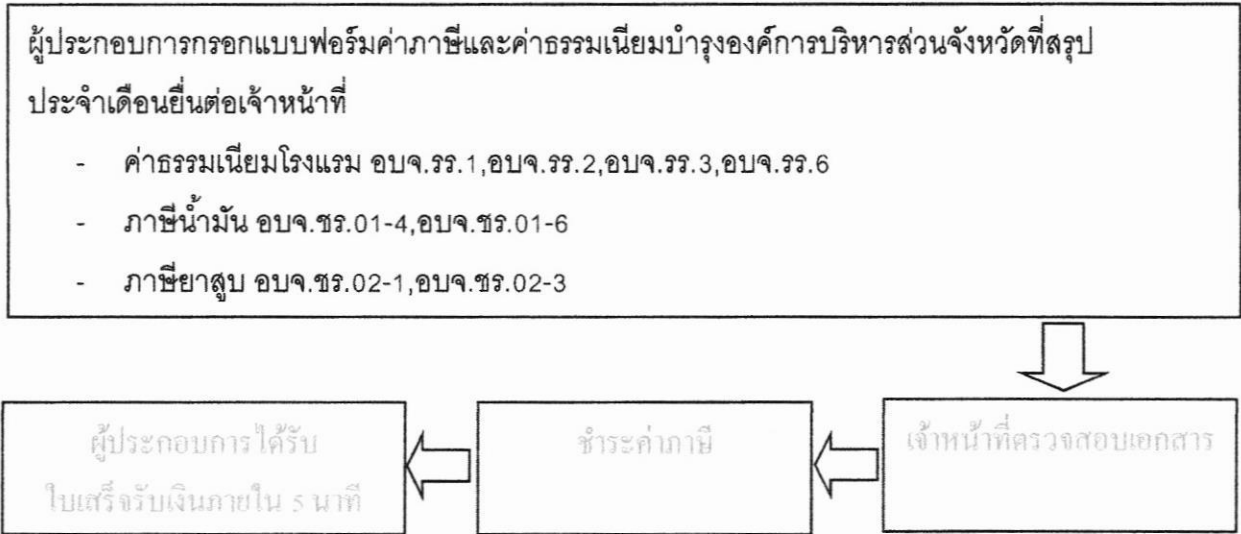 ผู้ประกอบการกรอกแบบฟอร์มค่าภาษีและค่าธรรมเนียมบำรุงองค์การบริหารส่วนจังหวัดที่สรุป
ประจำเดือนยื่นต่อเจ้าหน้าที่
- ค่าธรรมเนียมโรงแรม อบจ.รร.1,อบจ.รร.2,อบจ.รร.3,อบจ.รร.6
- ภาษีน้ำมัน อบจ.ชร.01-4,อบจ.ชร.01-6
- ภาษียาสูบ อบจ.ชร.02-1,อบจ.ชร.02-3
เจ้าหน้าที่ตรวจสอบเอกสาร
ชำระค่าภาษี
ผู้ประกอบการได้รับ
ใบเสร็จรับเงินภายใน 5 นาที